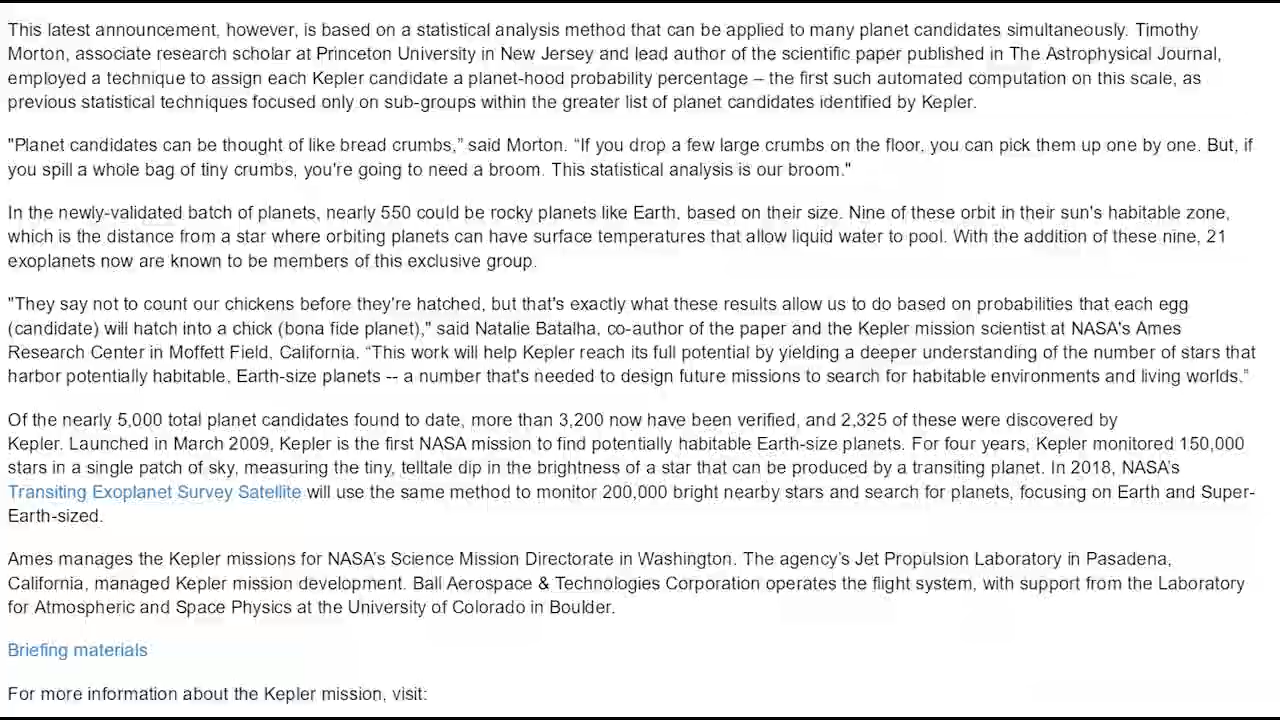 This latest announcement, however, is based on a statistical analysis method that can be applied to many planet candidates simultaneously. Timothy
Morton, associate research scholar at Princeton University in New Jersey and lead author of the scientific paper published in The Astrophysical Journal,
employed a technique to assign each Kepler candidate a planet-hood probability percentage – the first such automated computation on this scale, as
previous statistical techniques focused only on sub-groups within the greater list of planet candidates identified by Kepler.
"Planet candidates can be thought of like bread crumbs,” said Morton. “If you drop a few large crumbs on the floor, you can pick them up one by one. But, if
you spill a whole bag of tiny crumbs, you're going to need a broom. This statistical analysis is our broom."
In the newly-validated batch of planets, nearly 550 could be rocky planets like Earth, based on their size. Nine of these orbit in their sun's habitable zone,
which is the distance from a star where orbiting planets can have surface temperatures that allow liquid water to pool. With the addition of these nine, 21
exoplanets now are known to be members of this exclusive group.
"They say not to count our chickens before they're hatched, but that's exactly what these results allow us to do based on probabilities that each egg
(candidate) will hatch into a chick (bona fide planet)," said Natalie Batalha, co-author of the paper and the Kepler mission scientist at NASA's Ames
Research Center in Moffett Field, California. “This work will help Kepler reach its full potential by yielding a deeper understanding of the number of stars that
harbor potentially habitable, Earth-size planets -- a number that's needed to design future missions to search for habitable environments and living worlds.”
Of the nearly 5,000 total planet candidates found to date, more than 3,200 now have been verified, and 2,325 of these were discovered by
Kepler. Launched in March 2009, Kepler is the first NASA mission to find potentially habitable Earth-size planets. For four years, Kepler monitored 150,000
stars in a single patch of sky, measuring the tiny, telltale dip in the brightness of a star that can be produced by a transiting planet. In 2018, NASA’s
Transiting Exoplanet Survey Satellite will use the same method to monitor 200,000 bright nearby stars and search for planets, focusing on Earth and Super-
Earth-sized.
Ames manages the Kepler missions for NASA’s Science Mission Directorate in Washington. The agency’s Jet Propulsion Laboratory in Pasadena,
California, managed Kepler mission development. Ball Aerospace & Technologies Corporation operates the flight system, with support from the Laboratory
for Atmospheric and Space Physics at the University of Colorado in Boulder.
Briefing materials
For more information about the Kepler mission, visit: